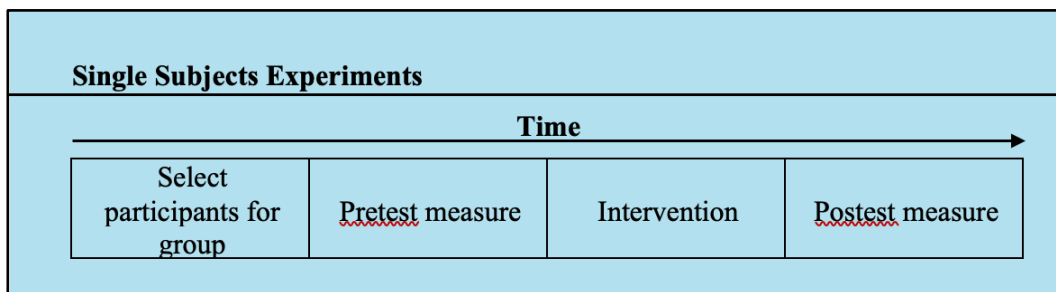 Single Subjects Experiments
Time
Select
participants for
group
Pretest measure
Intervention
Postest measure